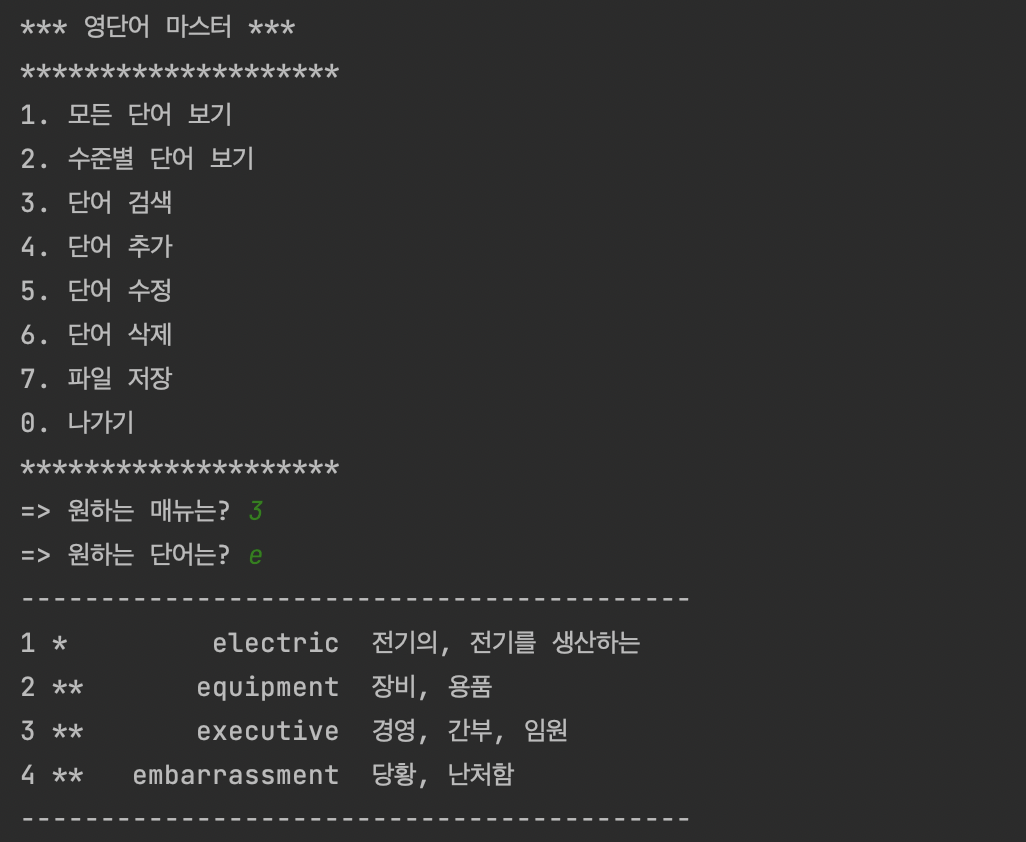 *** 영단어 마스터 ***
********************
1. 모든 단어 보기
2. 수준별 단어 보기
3. 단어 검색
4. 단어 추가
5. 단어 수정
6. 단어 삭제
7. 파일 저장
0. 나가기
********************
=> 원하는 매뉴는? 3
=> 원하는 단어는? e
------------------------------------------
1 *         electric  전기의, 전기를 생산하는
2 **       equipment  장비, 용품
3 **       executive  경영, 간부, 임원
4 **   embarrassment  당황, 난처함
------------------------------------------